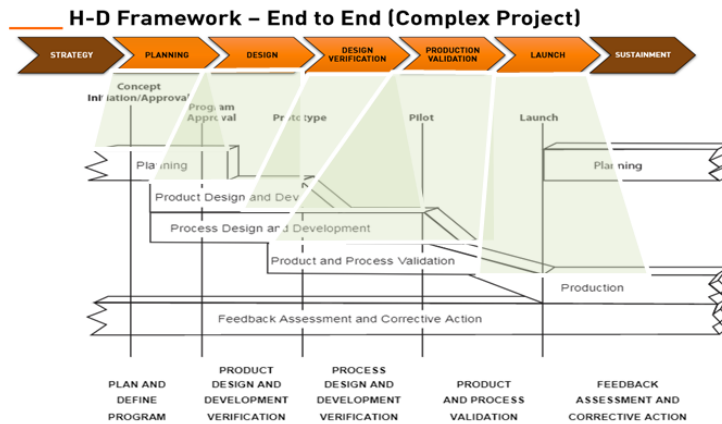 H-D Framework – End to End (Complex Project)
STRATEGY
PLANNING
DESIGN
DESIGN
VERIFICATION
PRODUCTION
VALIDATION
LAUNCH
SUSTAINMENT
Concept
Initiation/Approval
Program
Approval
Prototype
Pilot
Launch
Planning
Planning
Product Design and Dev
Process Design and Development
Product and Process Validation
Production
Feedback Assessment and Corrective Action
PLAN AND
DEFINE
PROGRAM
PRODUCT
DESIGN AND
DEVELOPMENT
VERIFICATION
PROCESS
DESIGN AND
DEVELOPMENT
VERIFICATION
PRODUCT
AND PROCESS
VALIDATION
FEEDBACK
ASSESSMENT AND
CORRECTIVE ACTION